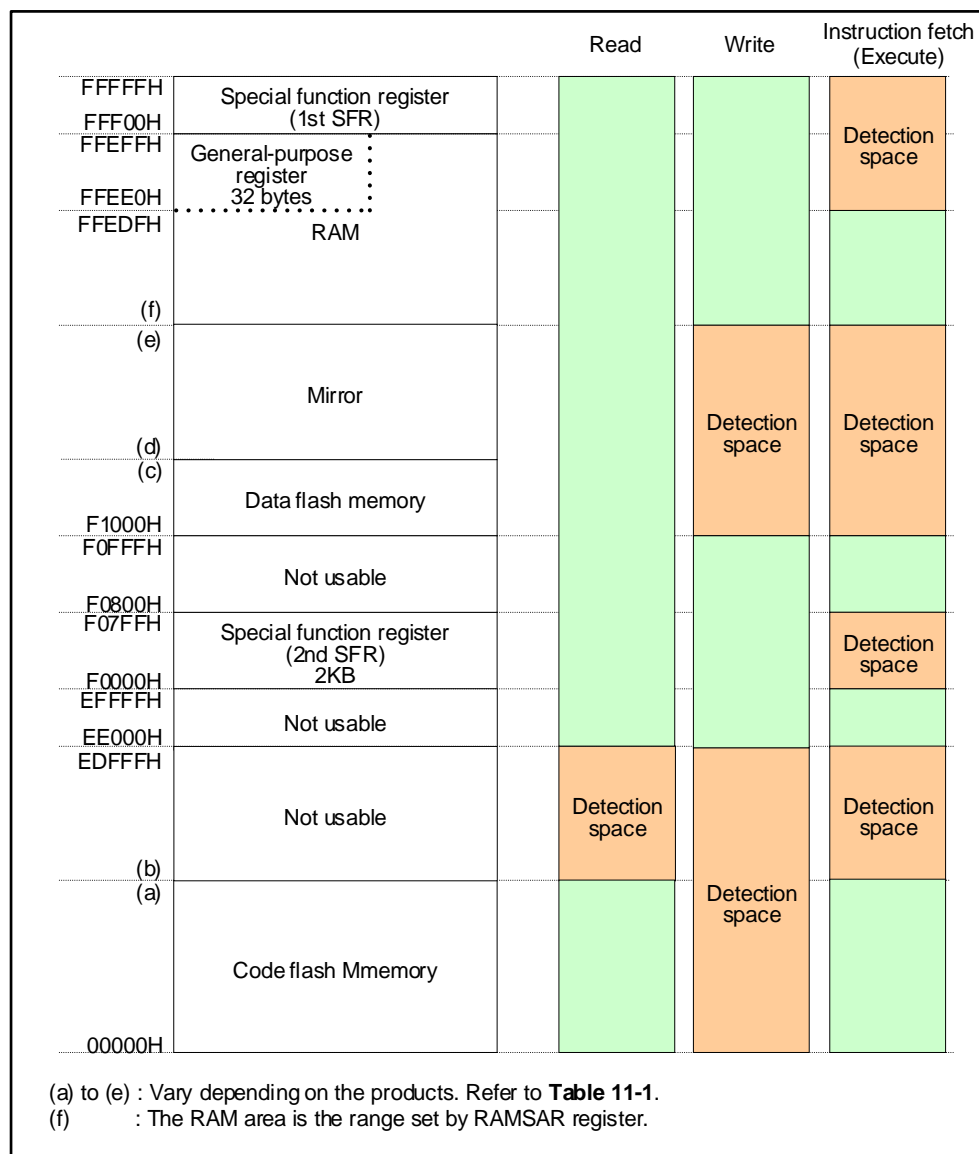 Read
Write
Instruction fetch
(Execute)
FFFFFH
Special function register
(1st SFR)
FFF00H
Detection
space
FFEFFH
General-purpose
register
32 bytes
FFEE0H
FFEDFH
RAM
(f)
(e)
Mirror
Detection
space
Detection
space
(d)
(c)
Data flash memory
F1000H
F0FFFH
Not usable
F0800H
F07FFH
Special function register
(2nd SFR)
2KB
Detection
space
F0000H
EFFFFH
Not usable
EE000H
EDFFFH
Not usable
Detection
space
Detection
space
(b)
(a)
Detection
space
Code flash Mmemory
00000H
(a) to (e) : Vary depending on the products. Refer to Table 11-1.
(f) : The RAM area is the range set by RAMSAR register.